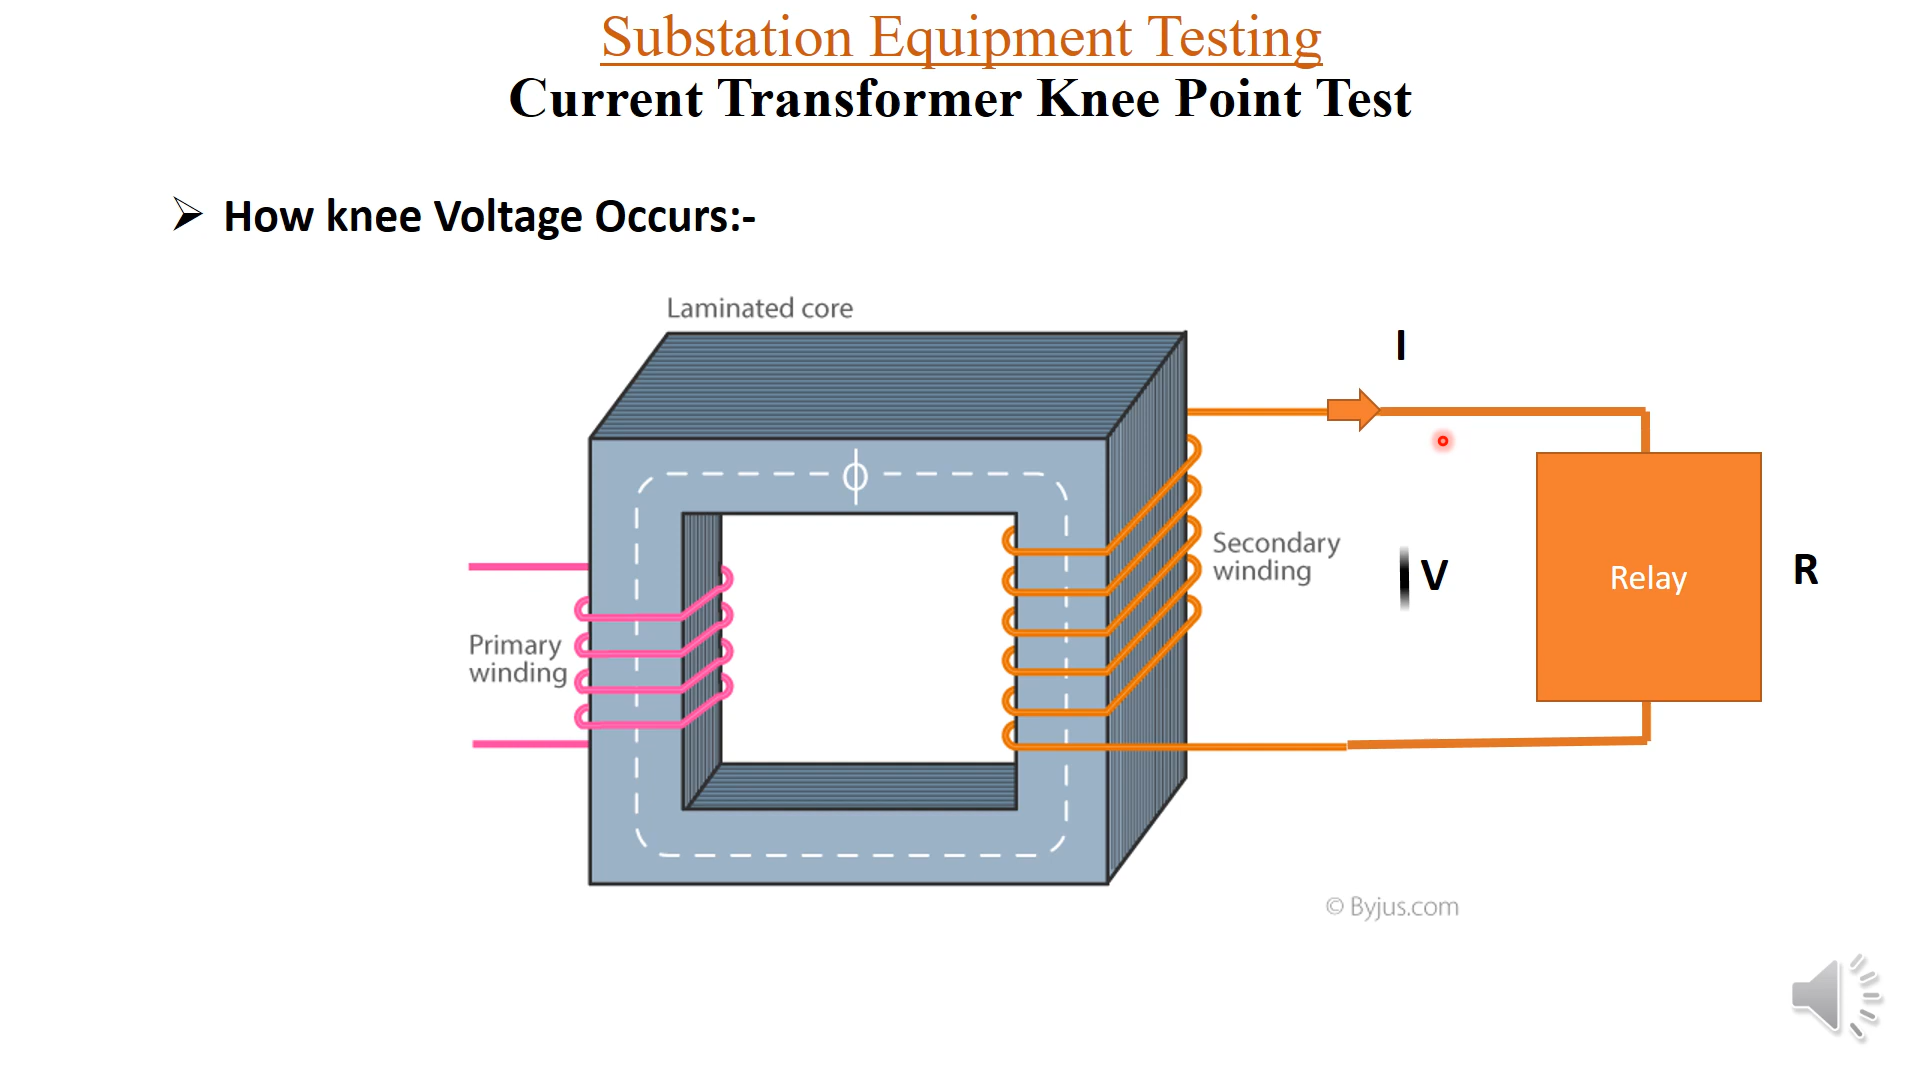 Substation Equipment Testing
Current Transformer Knee Point Test
➢ How knee Voltage Occurs:-
Laminated core
I
Φ
Secondary
winding
V
Relay
R
Primary
winding
© Byjus.com